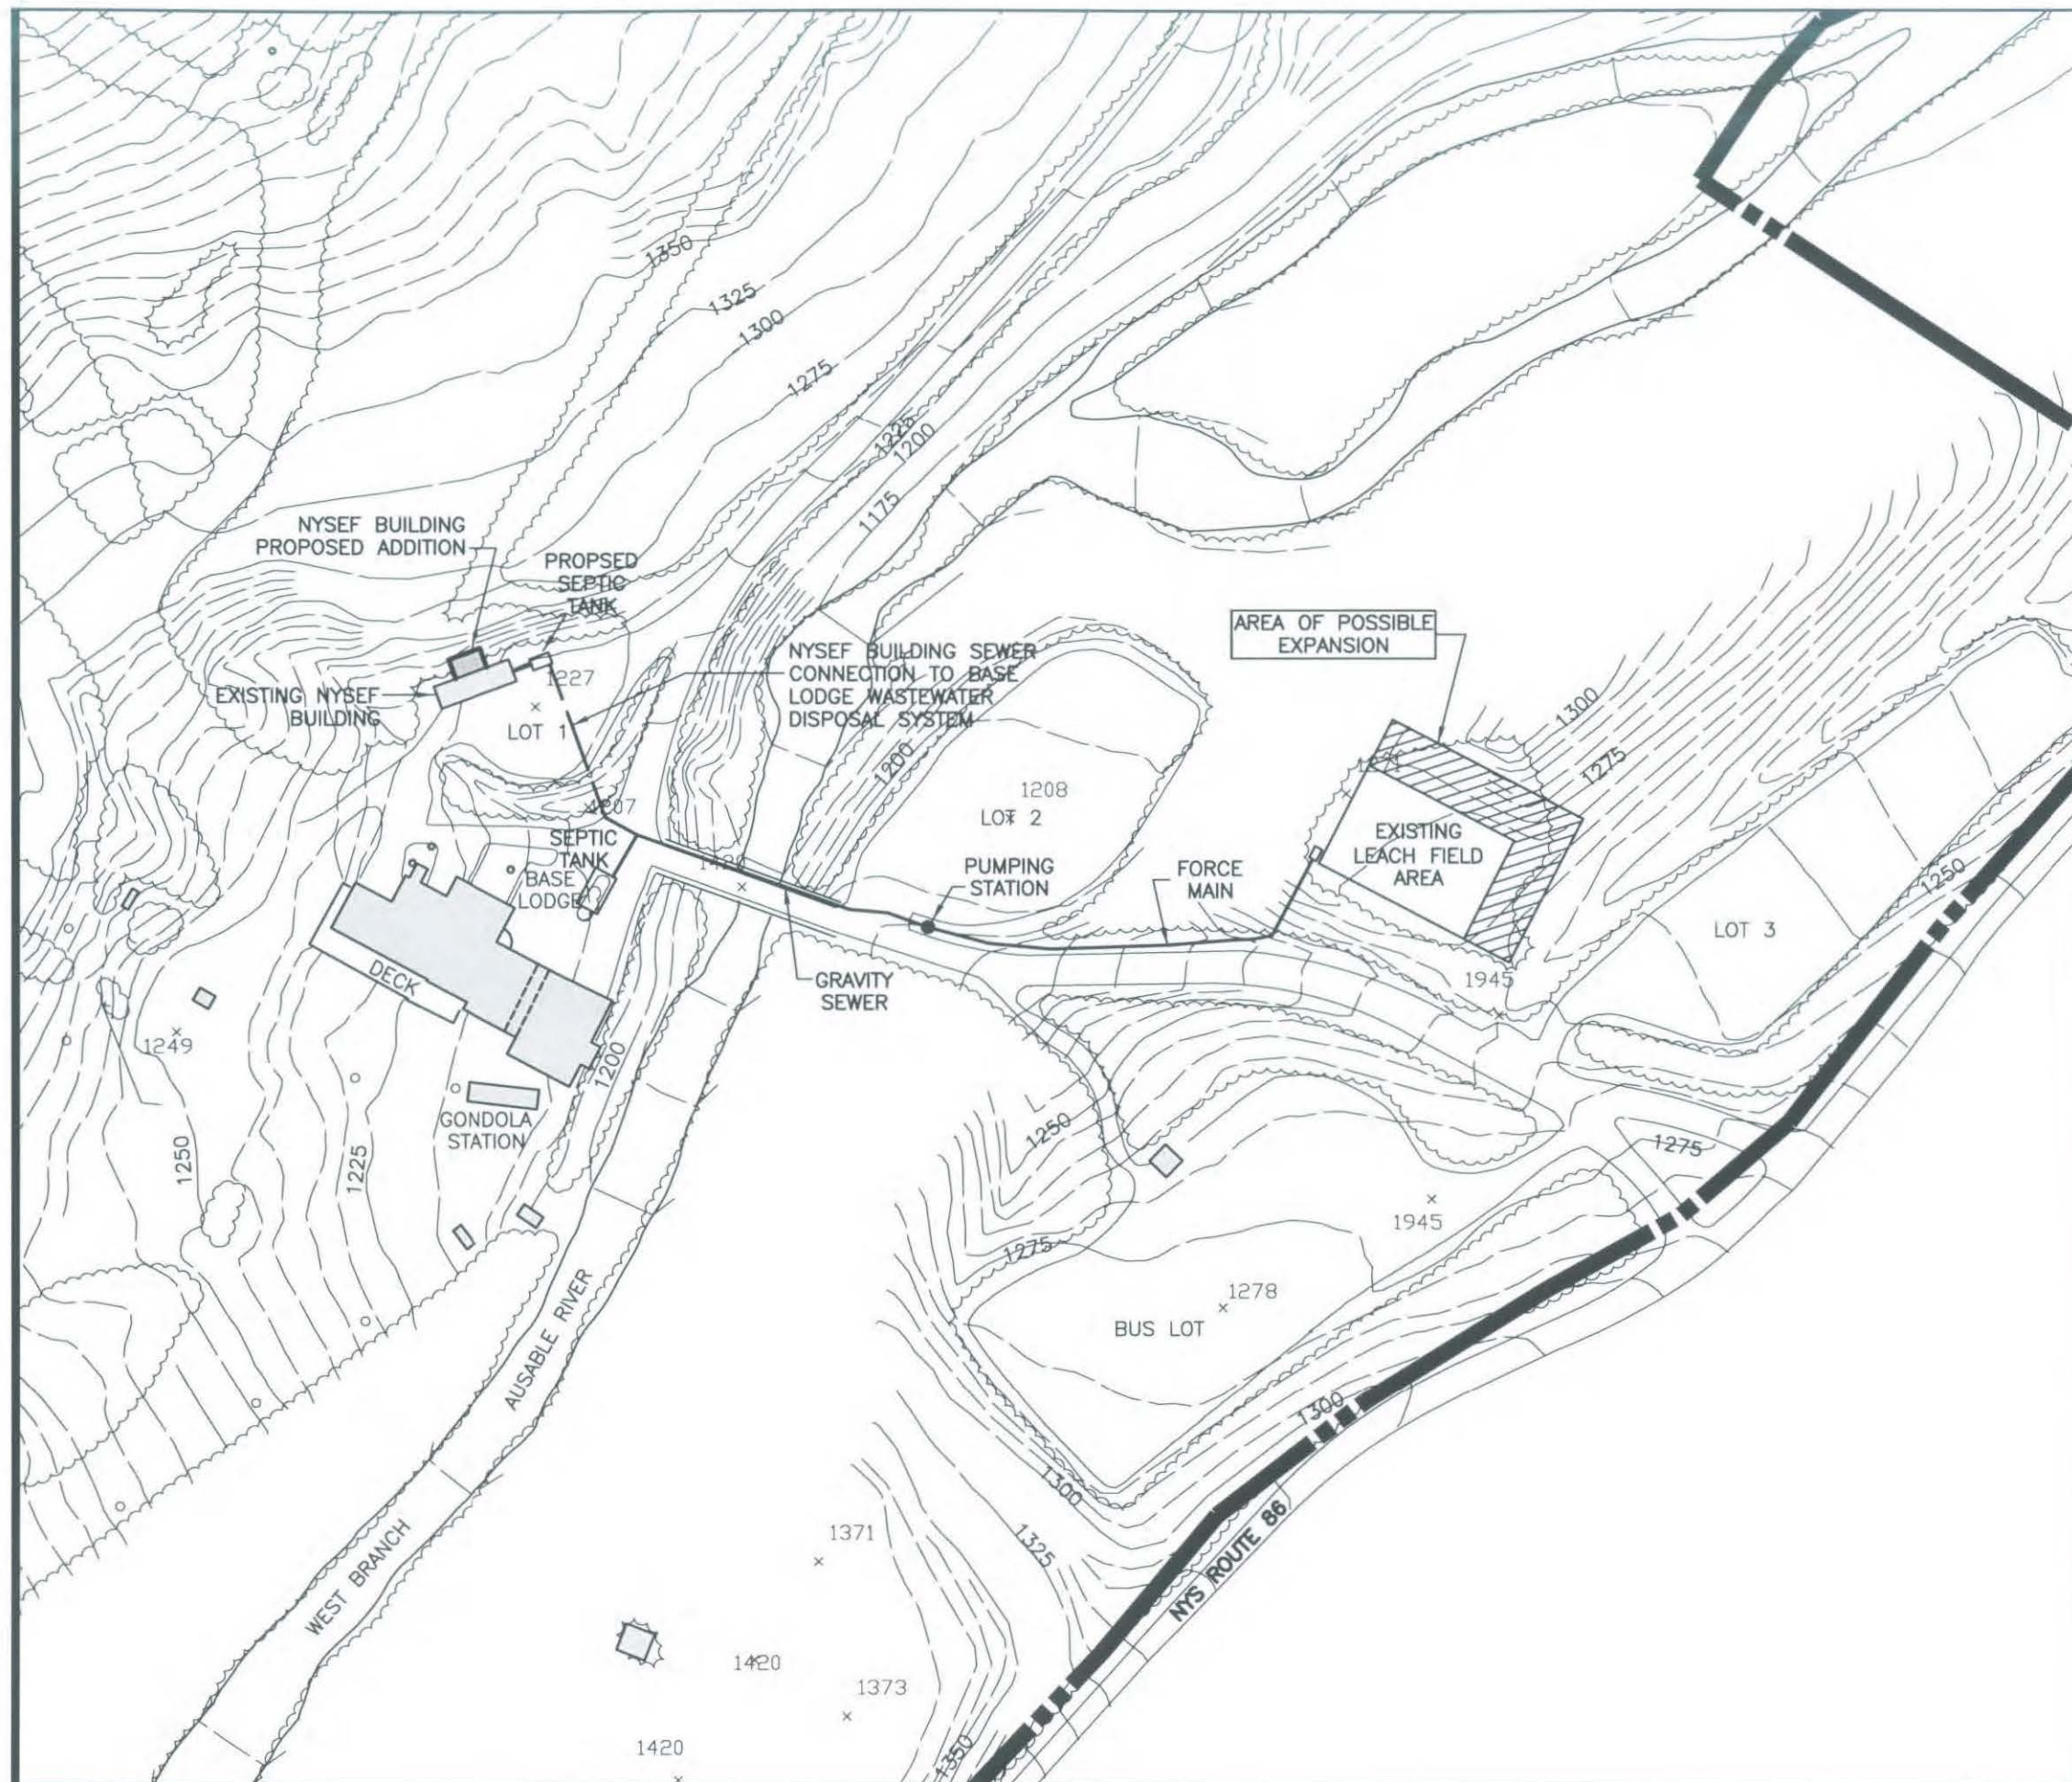 1350
1325
1300
1275
1225
1200
1175
NYSEF BUILDING
PROPOSED ADDITION
PROPSED
SEPTIC
TANK
1227
EXISTING NYSEF
BUILDING
LOT 1
NYSEF BUILDING SEWER
CONNECTION TO BASE
LODGE WASTEWATER
DISPOSAL SYSTEM
1200
AREA OF POSSIBLE
EXPANSION
1300
1275
1207
1208
LOT 2
SEPTIC
TANK
BASE
LODGE
PUMPING
STATION
FORCE
MAIN
EXISTING
LEACH FIELD
AREA
1250
LOT 3
DECK
GRAVITY
SEWER
1945
1249
1200
GONDOLA
STATION
1250
1225
1250
1275
1275
1945
1278
BUS LOT
AUSABLE RIVER
WEST BRANCH
1300
1300
1325
NYS ROUTE 86
1371
1420
1373
1420
1350